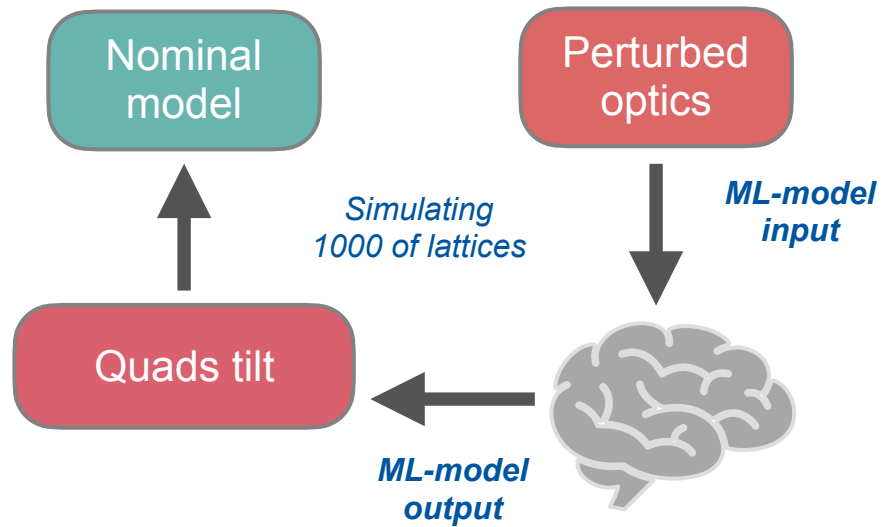 Nominal
model
Perturbed
optics
Simulating
1000 of lattices
ML-model
input
Quads tilt
ML-model
output